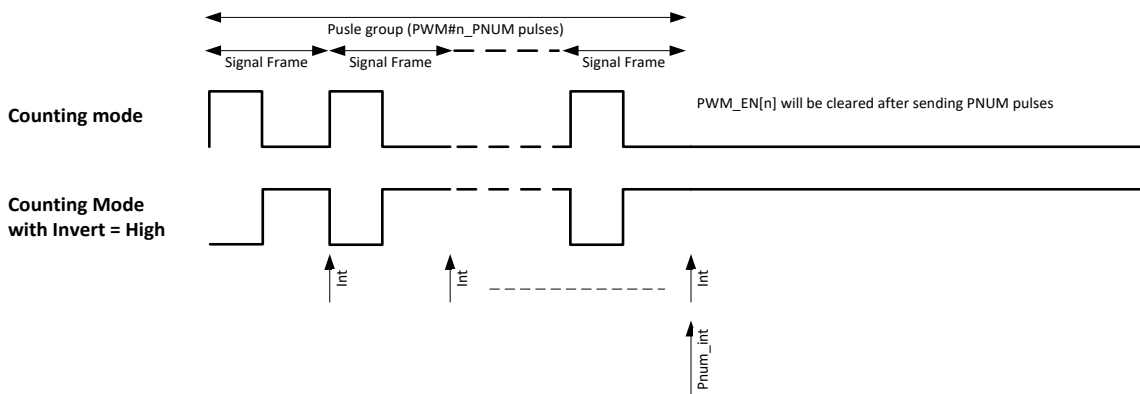 Pusle group (PWM#n_PNUM pulses)
Signal Frame
Signal Frame
Signal Frame
Counting mode
PWM_EN[n] will be cleared after sending PNUM pulses
Counting Mode
with Invert = High
Int
Int
Int
Pnum_int